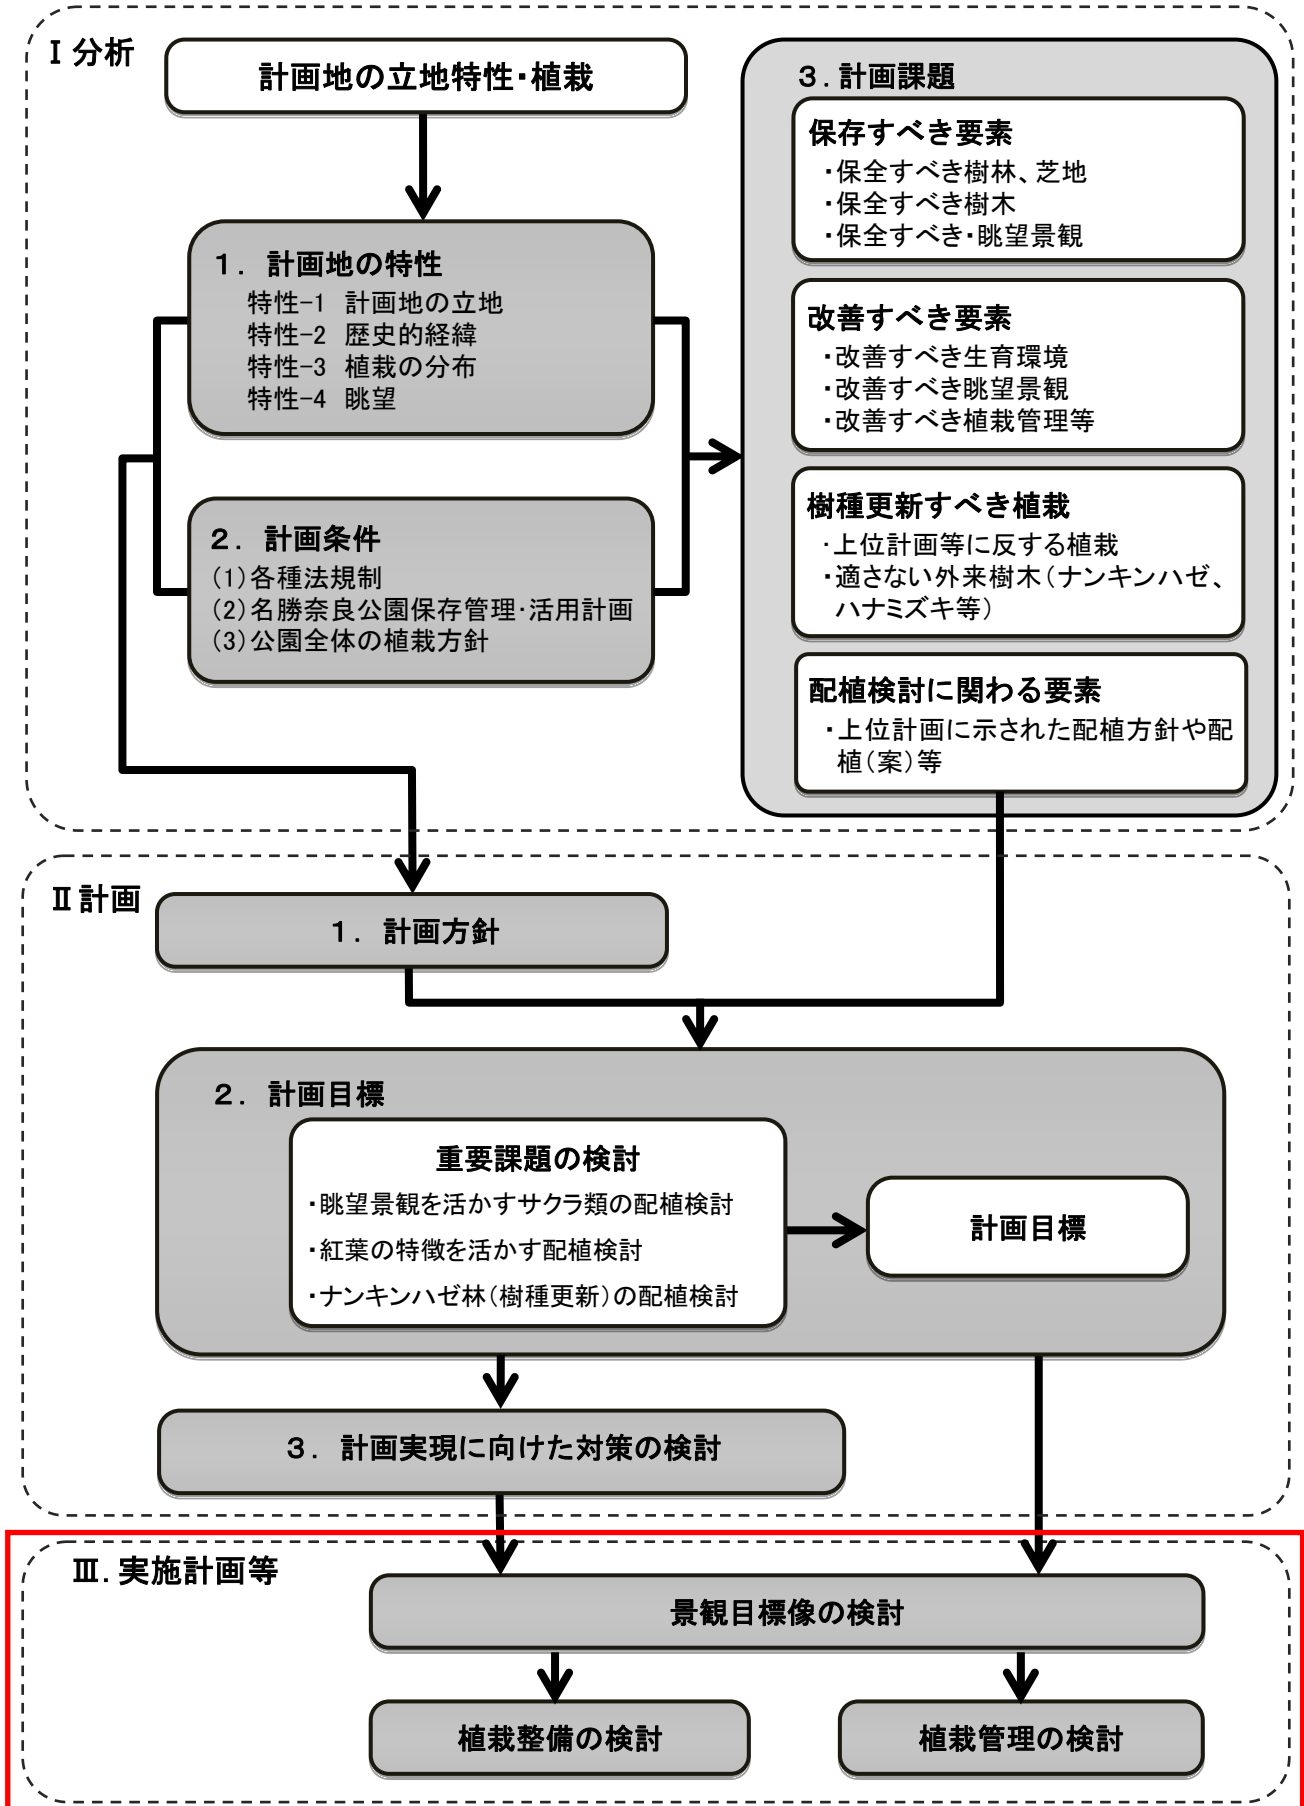 Ⅰ分析
計画地の立地特性・植栽
1. 計画地の特性
特性-1 計画地の立地
特性-2 歴史的経緯
特性-3 植栽の分布
特性-4 眺望
2. 計画条件
(1)各種法規制
(2)名勝奈良公園保存管理・活用計画
(3)公園全体の植栽方針
3.計画課題
保存すべき要素
・保全すべき樹林、芝地
・保全すべき樹木
・保全すべき・眺望景観
改善すべき要素
・改善すべき生育環境
・改善すべき眺望景観
・改善すべき植栽管理等
樹種更新すべき植栽
・上位計画等に反する植栽
・適さない外来樹木(ナンキンハゼ、
ハナミズキ等)
配植検討に関わる要素
・上位計画に示された配植方針や配
植(案)等
Ⅱ計画
1. 計画方針
2. 計画目標
重要課題の検討
・眺望景観を活かすサクラ類の配植検討
・紅葉の特徴を活かす配植検討
・ナンキンハゼ林(樹種更新)の配植検討
計画目標
3. 計画実現に向けた対策の検討
Ⅲ.実施計画等
景観目標像の検討
植栽整備の検討
植栽管理の検討